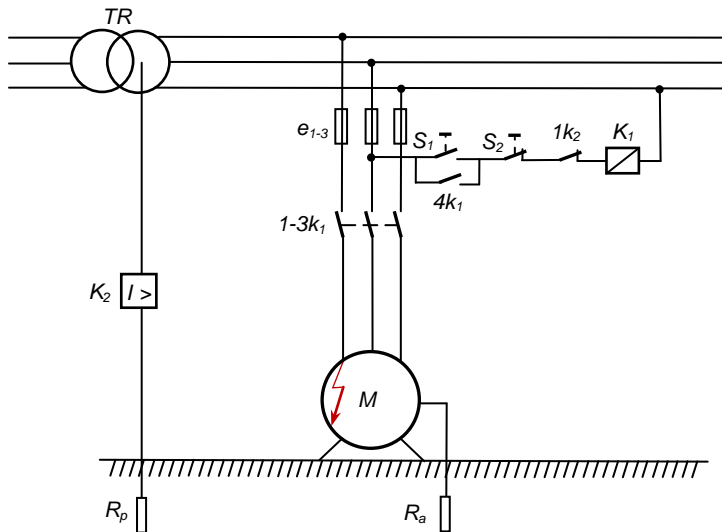 TR
e₁₋₃
S₁
S₂
1k₂
K₁
4k₁
1-3k₁
K₂
I >
M
Rₚ
Rₐ